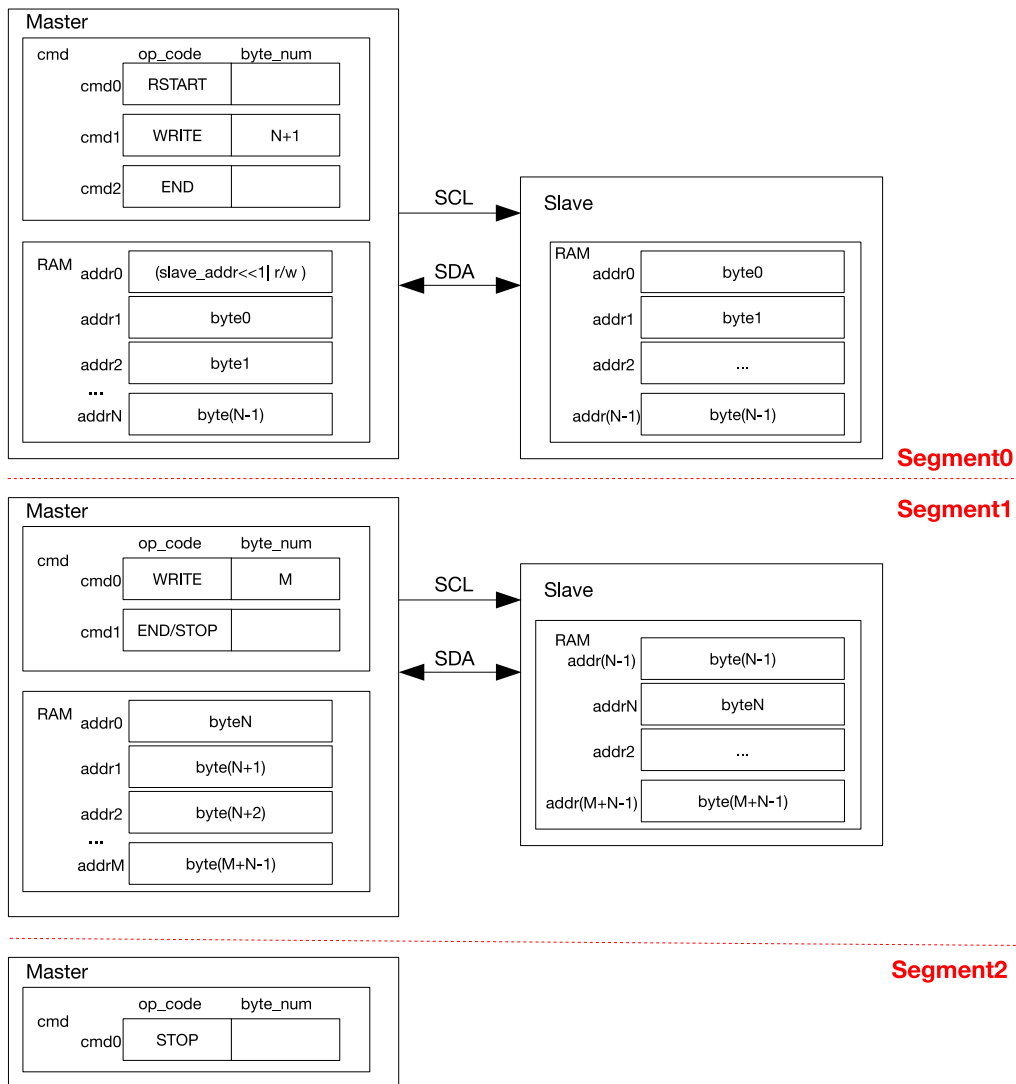 Master
cmd
op_code byte_num
cmd0 RSTART
cmd1 WRITE N+1
cmd2 END
RAM
addr0 (slave_addr<<1| r/w )
addr1 byte0
addr2 byte1
...
addrN byte(N-1)
SCL
SDA
Slave
RAM
addr0 byte0
addr1 byte1
addr2 ...
addr(N-1) byte(N-1)
Segment0
Segment1
Master
cmd
op_code byte_num
cmd0 WRITE M
cmd1 END/STOP
RAM
addr0 byteN
addr1 byte(N+1)
addr2 byte(N+2)
...
addrM byte(M+N-1)
SCL
SDA
Slave
RAM
addr(N-1) byte(N-1)
addrN byteN
addr2 ...
addr(M+N-1) byte(M+N-1)
Segment2
Master
cmd
op_code byte_num
cmd0 STOP